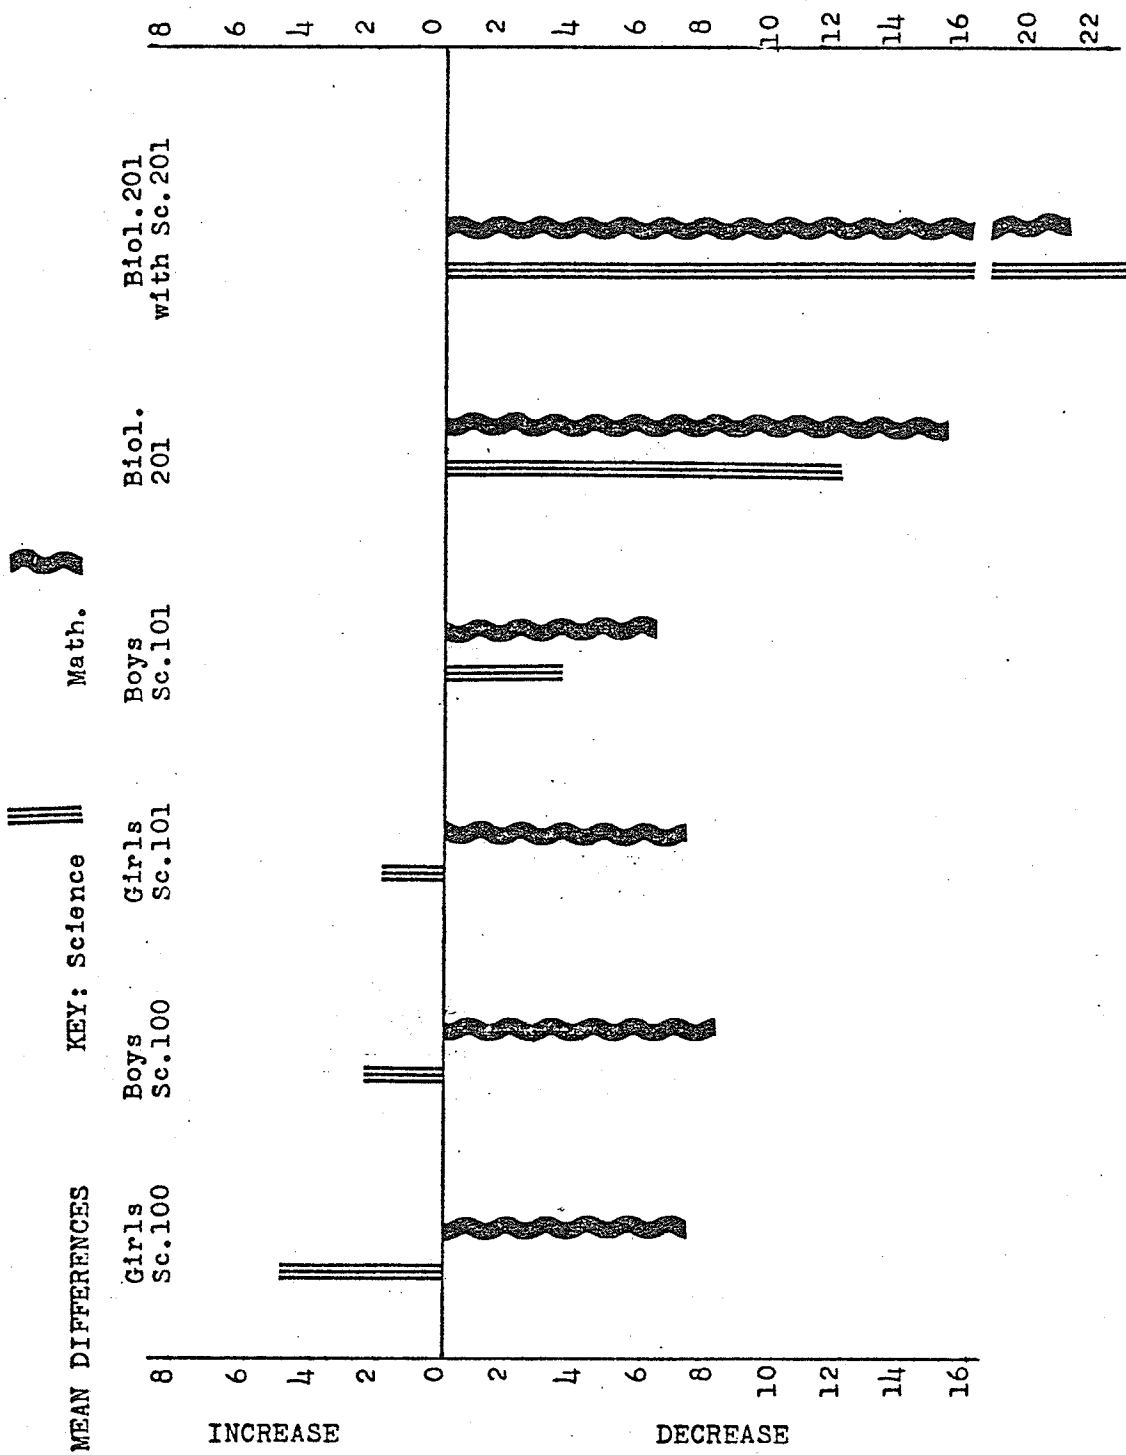 MEAN DIFFERENCES KEY: Science Math.
Girls
Sc.100
Boys
Sc.100
Girls
Sc.101
Boys
Sc.101
Biol.
201
Biol.201
with Sc.201
8
6
4
2
0
2
4
6
8
10
12
14
16
INCREASE
DECREASE
8
6
4
2
0
2
4
6
8
10
12
14
16
20
22